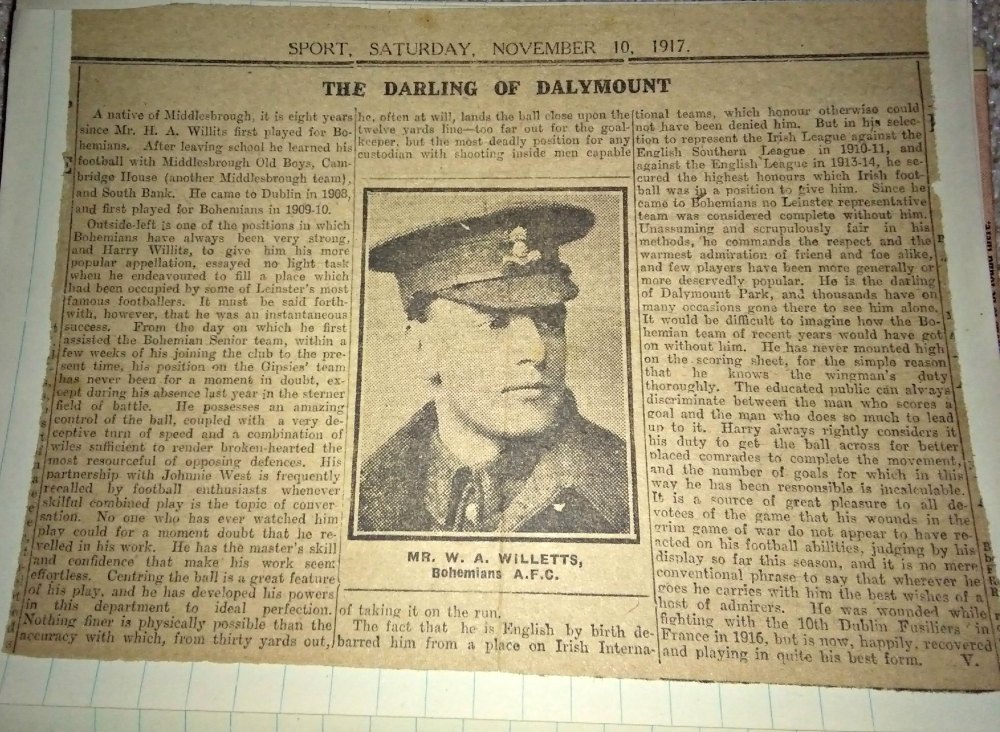 SPORT, SATURDAY, NOVEMBER 10, 1917.
THE DARLING OF DALYMOUNT
A native of Middlesbrough, it is eight years
since Mr. H. A. Willits first played for Bo-
hemians. After leaving school he learned his
football with Middlesbrough Old Boys, Cam-
bridge House (another Middlesbrough team),
and South Bank. He came to Dublin in 1908,
and first played for Bohemians in 1909-10.
Outside-left is one of the positions in which
Bohemians have always been very strong,
and Harry Willits, to give him his more
popular appellation, essayed no light task
when he endeavoured to fill a place which
had been occupied by some of Leinster's most
famous footballers. It must be said forth-
with, however, that he was an instantaneous
success. From the day on which he first
assisted the Bohemian Senior team, within a
few weeks of his joining the club to the pre-
sent time, his position on the Gipsies' team
has never been for a moment in doubt, ex-
cept during his absence last year in the sterner
field of battle. He possesses an amazing
control of the ball, coupled with a very de-
ceptive turn of speed and a combination of
wiles sufficient to render broken-hearted the
most resourceful of opposing defences. His
partnership with Johnnie West is frequently
recalled by football enthusiasts whenever
skilful combined play is the topic of conver
sation. No one who has ever watched him
play could for a moment doubt that he re-
velled in his work. He has the master's skill
and confidence that make his work seem
effortless. Centring the ball is a great feature
of his play, and he has developed his powers
in this department to ideal perfection.
Nothing finer is physically possible than the
accuracy with which, from thirty yards out,
he, often at will, lands the ball close upon the
twelve yards line—too far out for the goal-
keeper, but the most deadly position for any
custodian with shooting inside men capable
MR. W. A. WILLETTS,
Bohemians A.F.C.
of taking it on the run.
The fact that he is English by birth de-
barred him from a place on Irish Interna-
tional teams, which honour otherwise could
not have been denied him. But in his selec-
tion to represent the Irish League against the
English Southern League in 1910-11, and
against the English League in 1913-14, he se-
cured the highest honours which Irish foot-
ball was in a position to give him. Since he
came to Bohemians no Leinster representative
team was considered complete without him.
Unassuming and scrupulously fair in his
methods, he commands the respect and the
warmest admiration of friend and foe alike,
and few players have been more generally or
more deservedly popular. He is the darling
of Dalymount Park, and thousands have on
many occasions gone there to see him alone.
It would be difficult to imagine how the Bo-
hemian team of recent years would have got
on without him. He has never mounted high
on the scoring sheet, for the simple reason
that he knows the wingman's duty
thoroughly. The educated public can always
discriminate between the man who scores a
goal and the man who does so much to lead
up to it. Harry always rightly considers it
his duty to get the ball across for better
placed comrades to complete the movement,
and the number of goals for which in this
way he has been responsible is incalculable.
It is a source of great pleasure to all de-
votees of the game that his wounds in the
grim game of war do not appear to have re-
acted on his football abilities, judging by his
display so far this season, and it is no mere
conventional phrase to say that wherever he
goes he carries with him the best wishes of a
host of admirers. He was wounded while
fighting with the 10th Dublin Fusiliers in
France in 1916, but is now, happily, recovered
and playing in quite his best form. V.